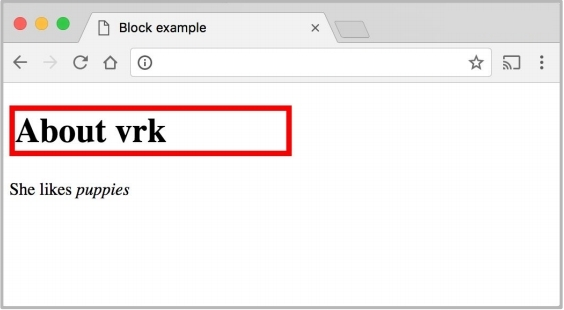 Block example
About vrk
She likes puppies